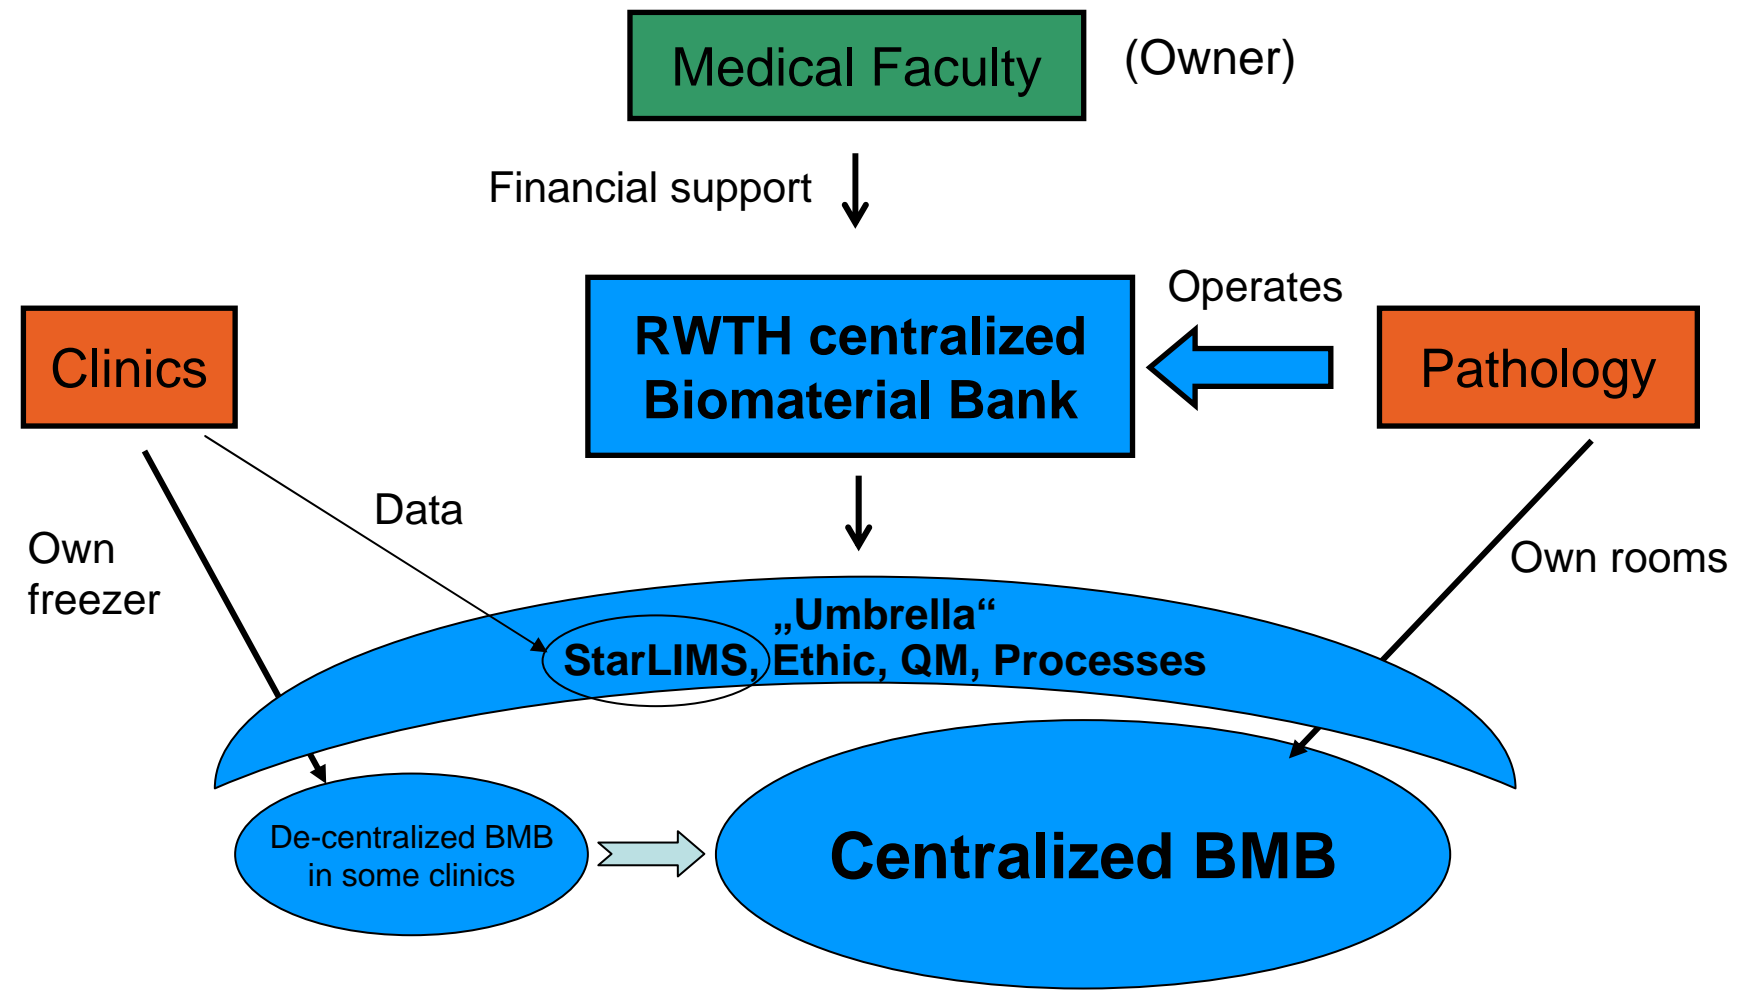 Medical Faculty
(Owner)
Financial support
Operates
Clinics
RWTH centralized
Biomaterial Bank
Pathology
Data
Own
freezer
Own rooms
„Umbrella“
StarLIMS, Ethic, QM, Processes
De-centralized BMB
in some clinics
Centralized BMB